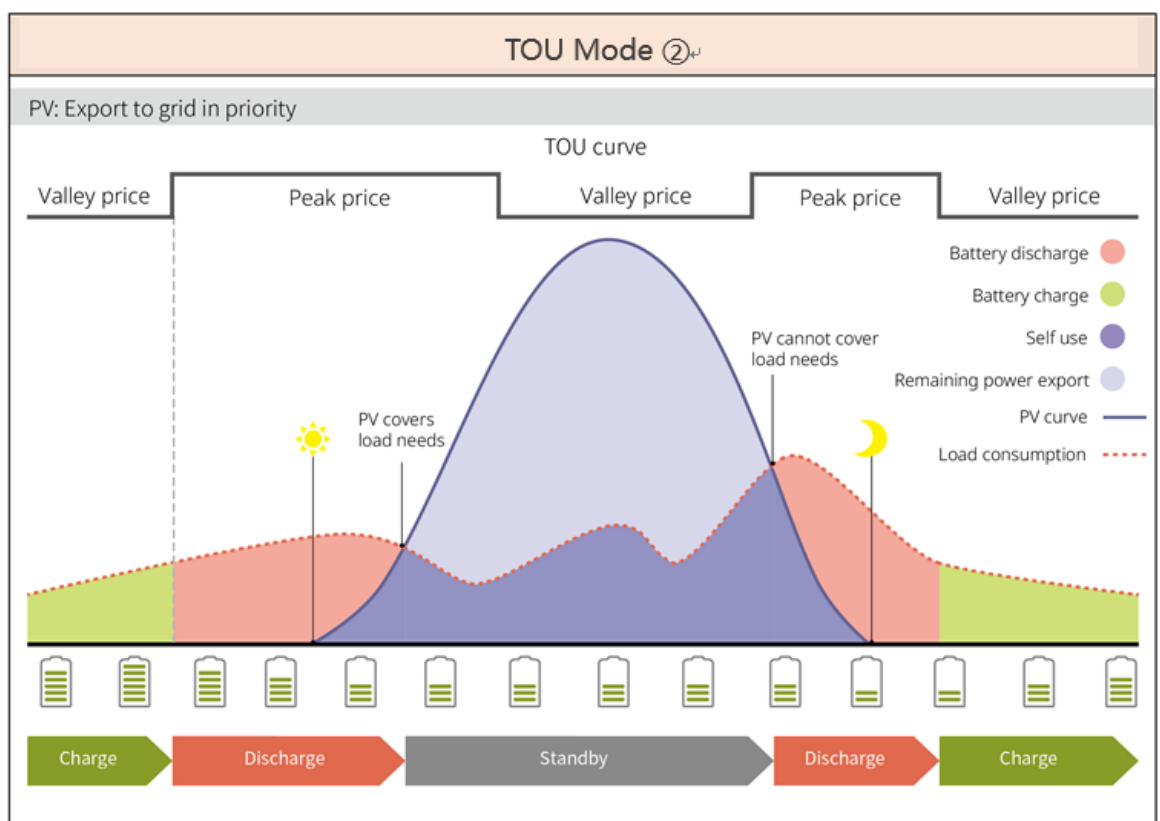 TOU Mode ②
PV: Export to grid in priority
TOU curve
Valley price
Peak price
Valley price
Peak price
Valley price
Battery discharge
Battery charge
Self use
Remaining power export
PV curve
Load consumption
PV cannot cover
load needs
PV covers
load needs
Charge
Discharge
Standby
Discharge
Charge